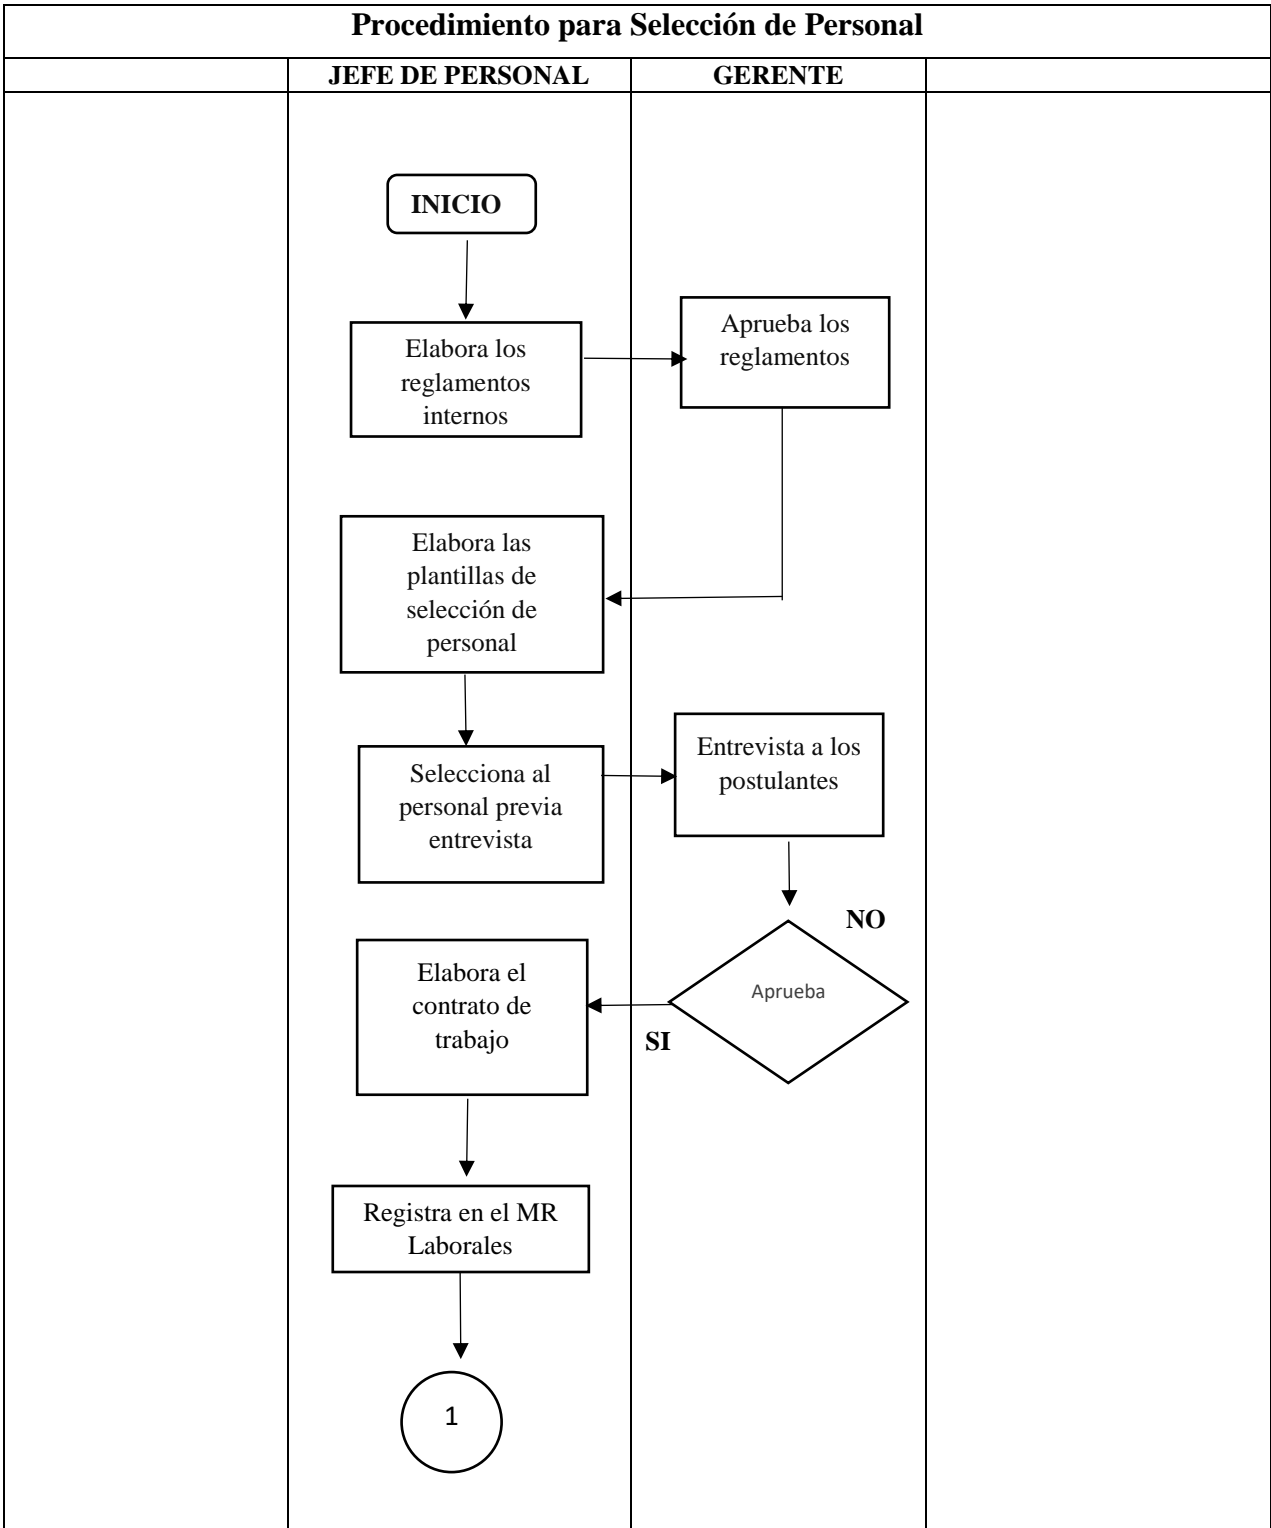 Procedimiento para Selección de Personal
JEFE DE PERSONAL
GERENTE
INICIO
Elabora los
reglamentos
internos
Aprueba los
reglamentos
Elabora las
plantillas de
selección de
personal
Selecciona al
personal previa
entrevista
Entrevista a los
postulantes
NO
Aprueba
SI
Elabora el
contrato de
trabajo
Registra en el MR
Laborales
1